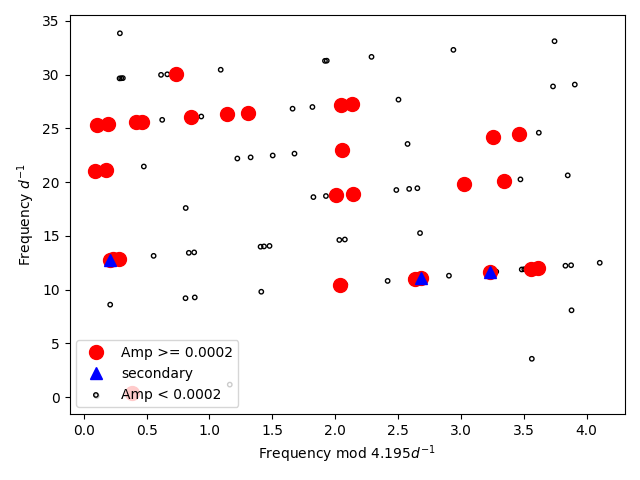 35
30
25
20
15
10
5
0
Frequency $d^{-1}$
Amp >= 0.0002
secondary
Amp < 0.0002
0.0 0.5 1.0 1.5 2.0 2.5 3.0 3.5 4.0
Frequency mod 4.195$d^{-1}$